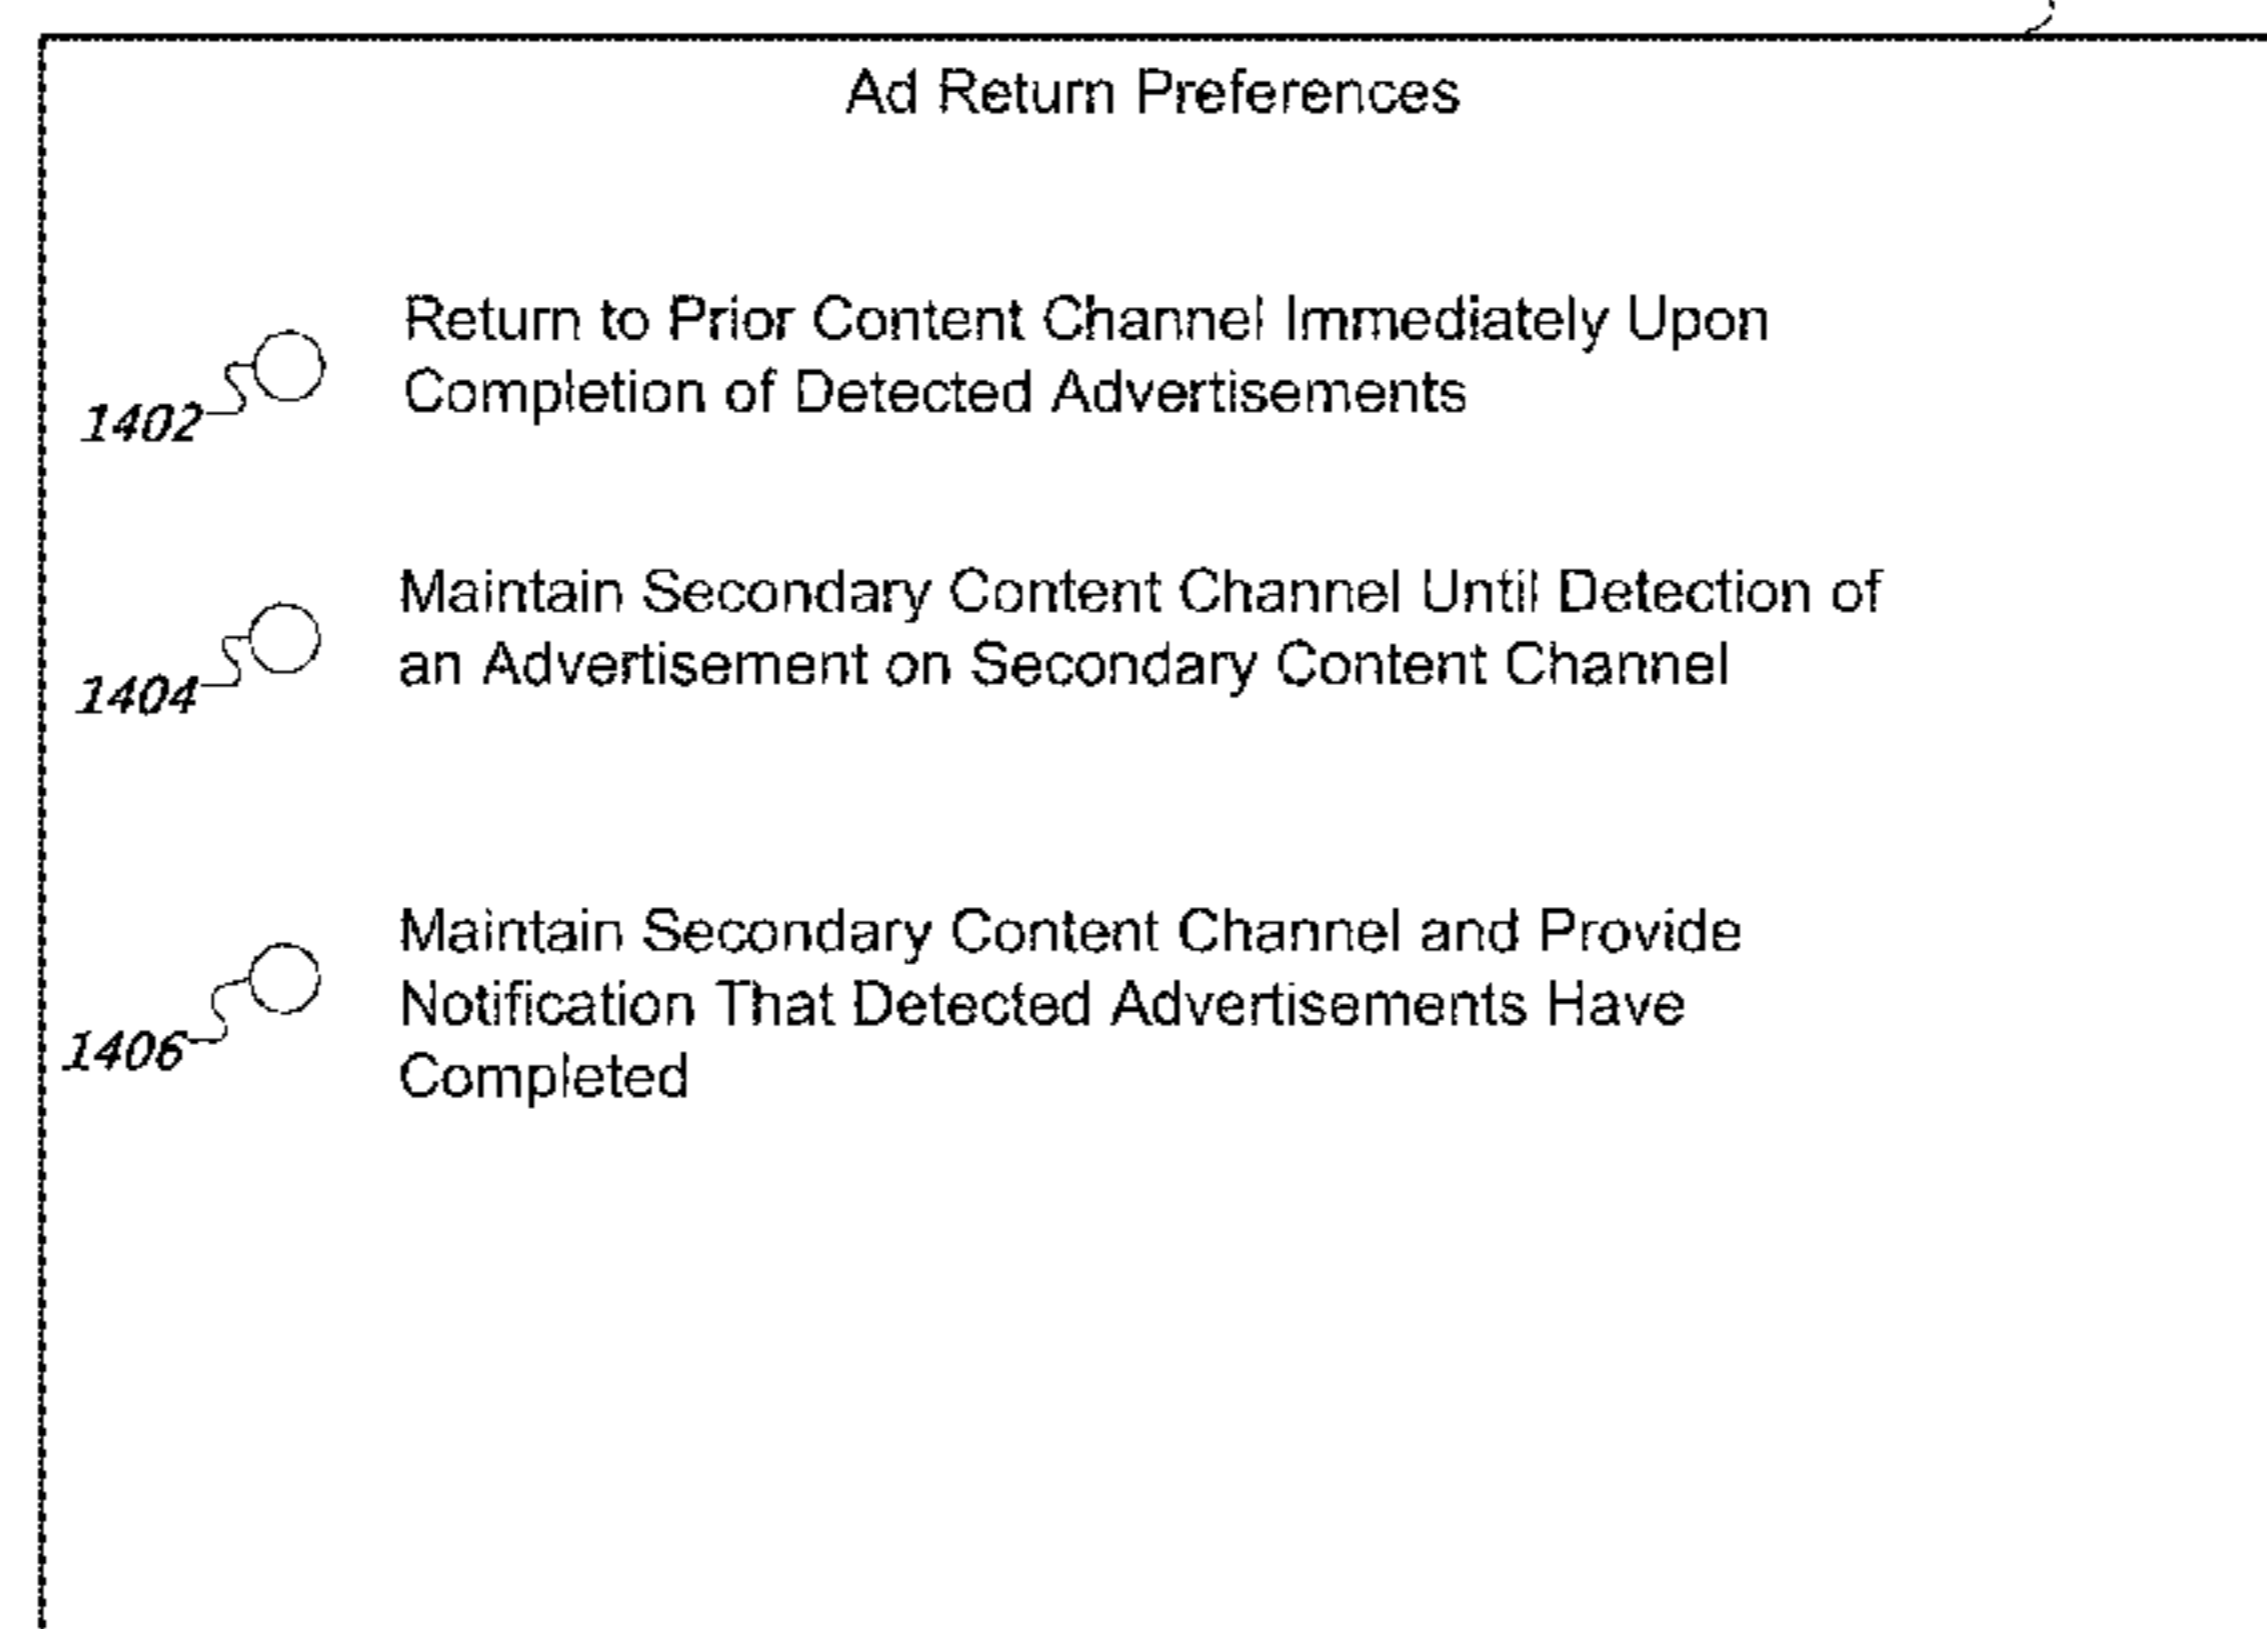 Ad Return Preferences
Return to Prior Content Channel Immediately Upon
Completion of Detected Advertisements
1402
Maintain Secondary Content Channel Until Detection of
an Advertisement on Secondary Content Channel
1404
Maintain Secondary Content Channel and Provide
Notification That Detected Advertisements Have
Completed
1406